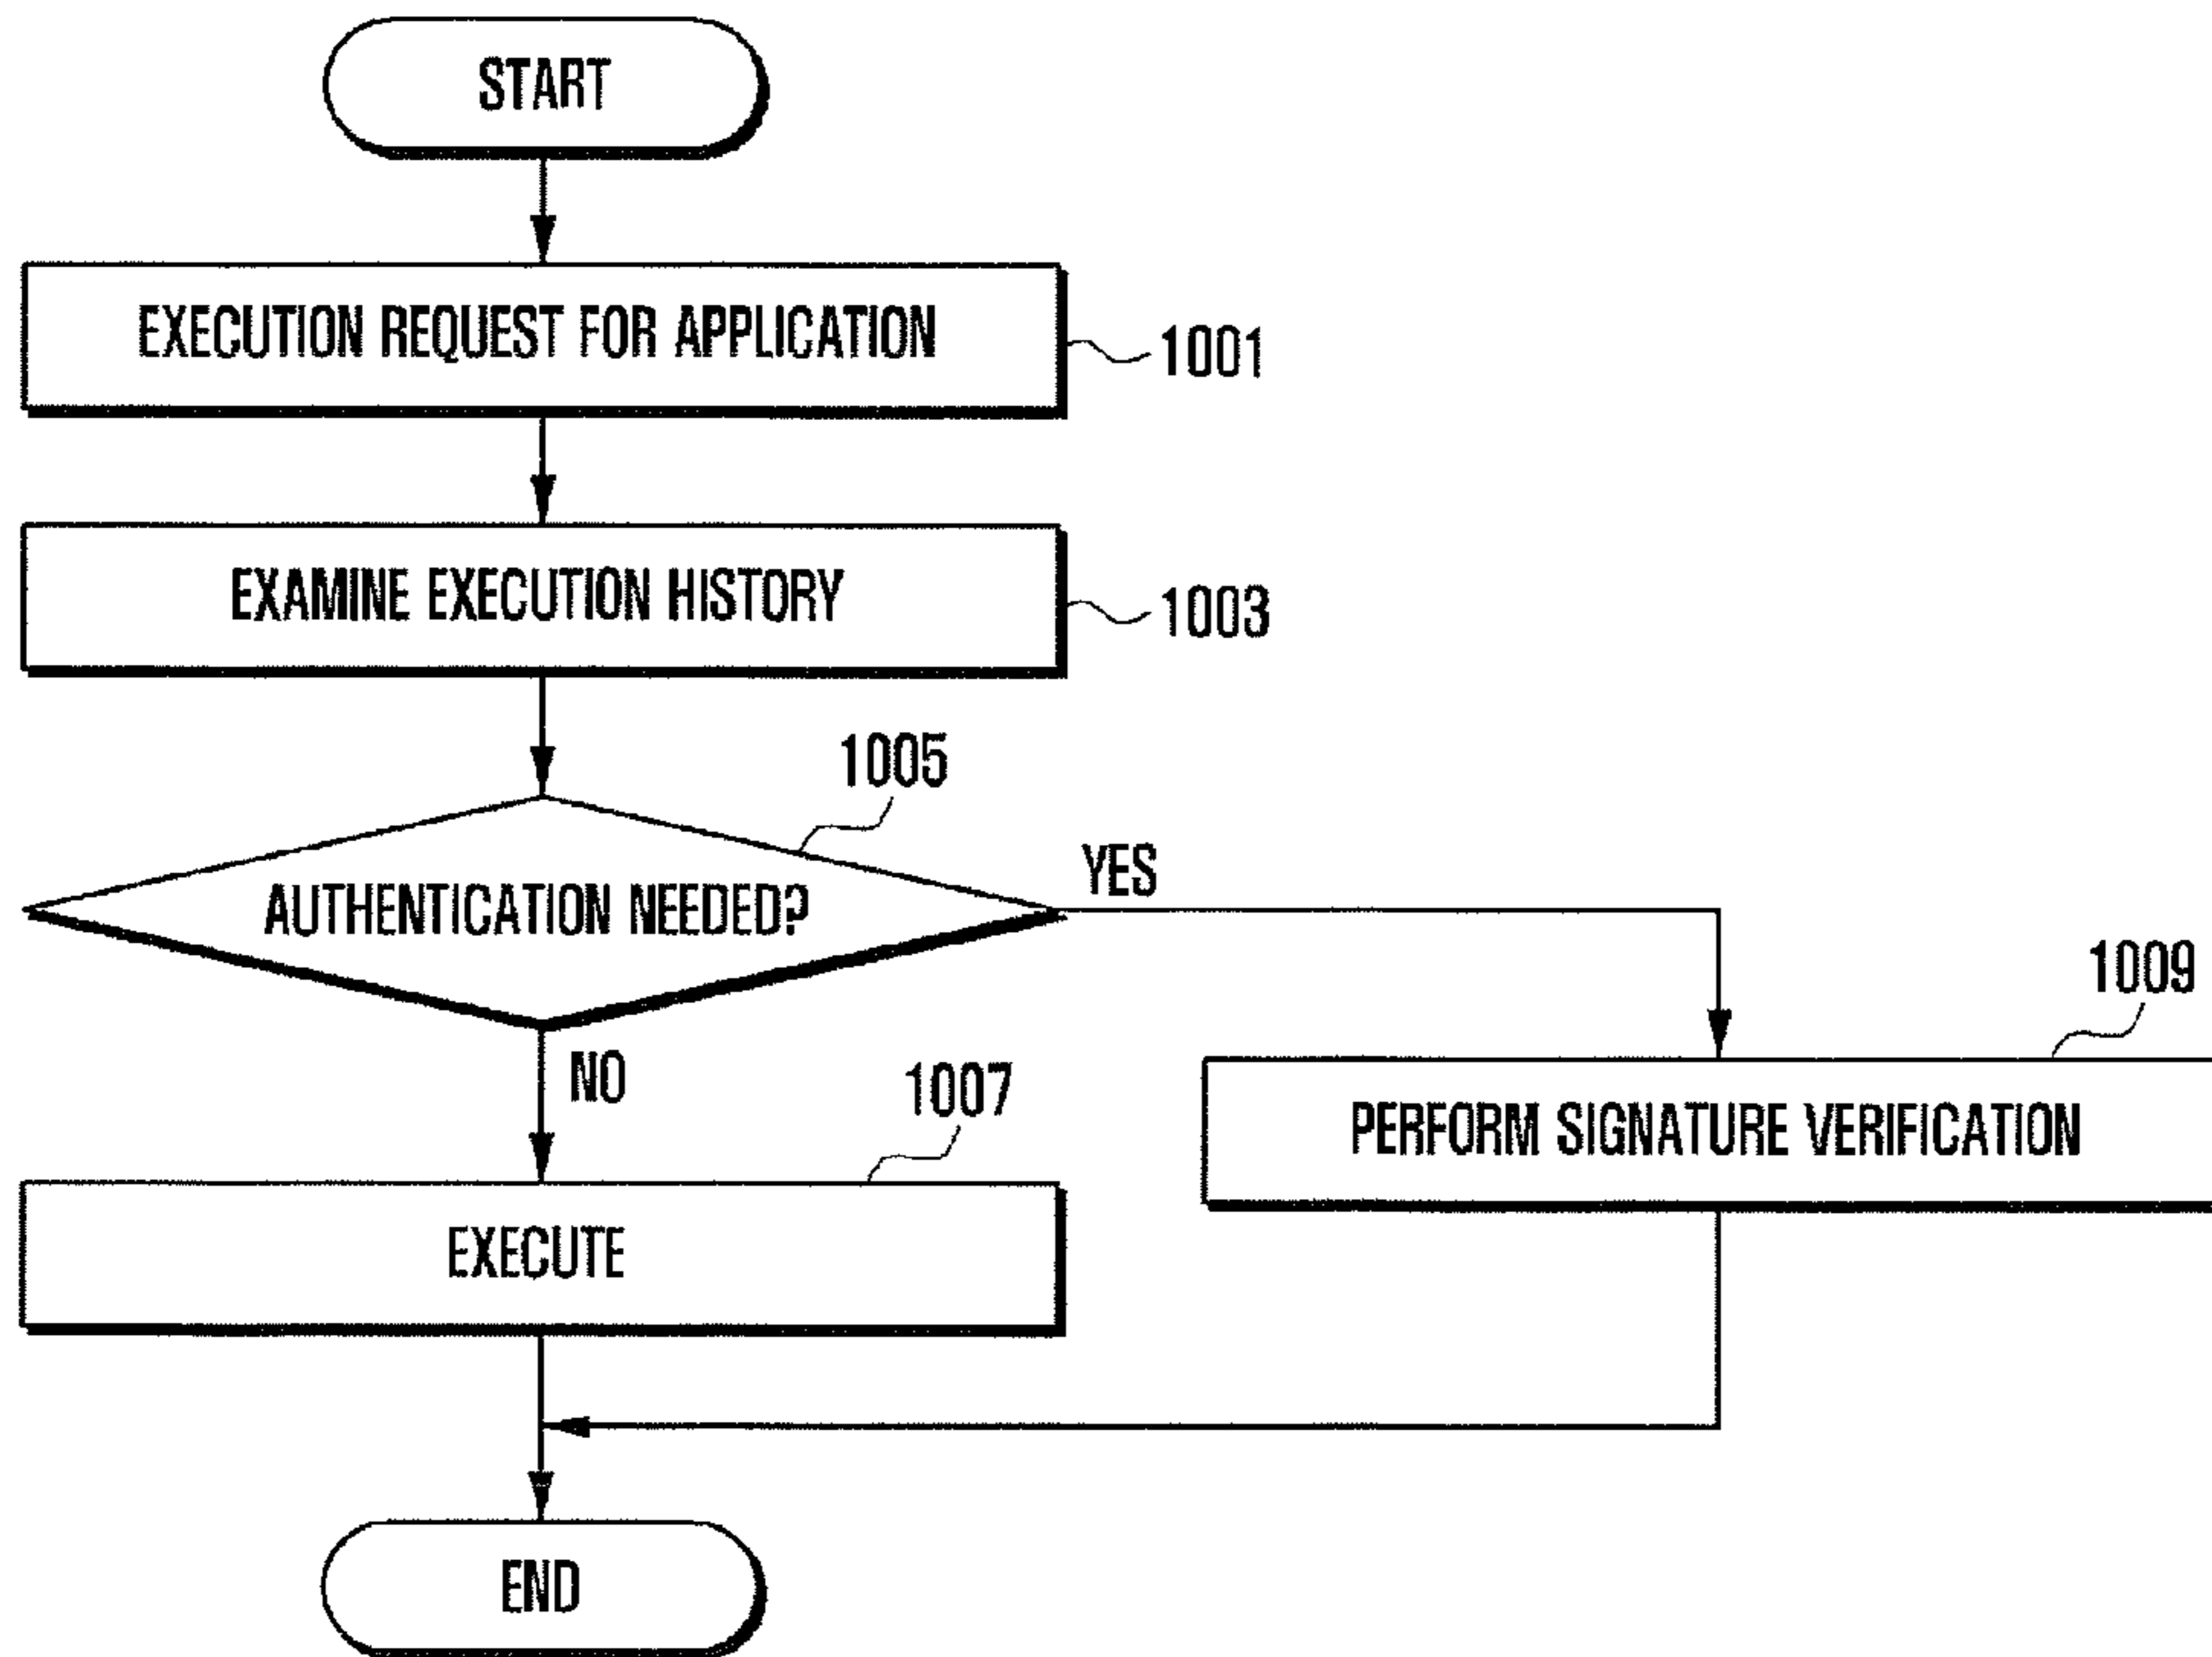 START
EXECUTION REQUEST FOR APPLICATION
1001
EXAMINE EXECUTION HISTORY
1003
1005
AUTHENTICATION NEEDED?
YES
NO
1007
EXECUTE
1009
PERFORM SIGNATURE VERIFICATION
END